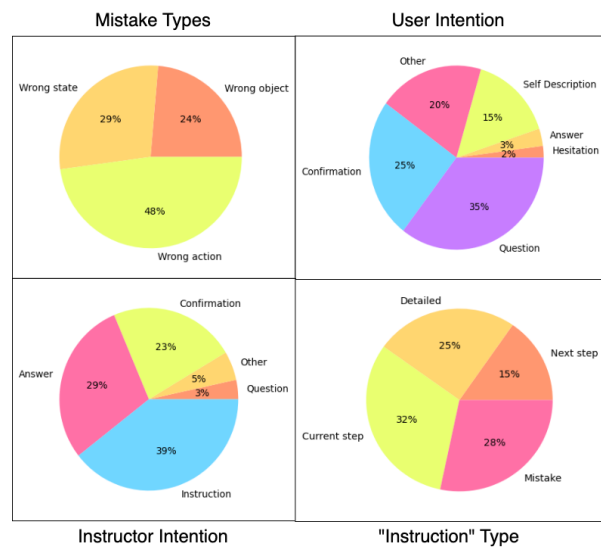 Mistake Types
Wrong state
Wrong object
29%
24%
48%
Wrong action
User Intention
Other
Self Description
20%
15%
Answer
3%
Hesitation
2%
Confirmation
25%
35%
Question
Confirmation
23%
Other
Answer
5%
29%
Question
3%
39%
Instruction
Instructor Intention
Detailed
25%
Next step
15%
32%
Current step
28%
Mistake
"Instruction" Type